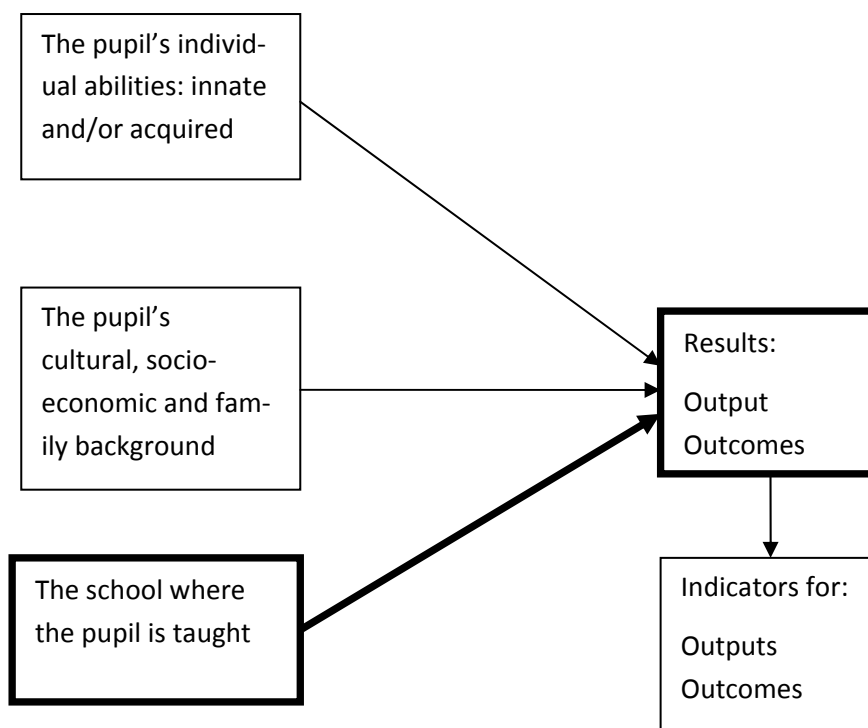 The pupil’s individ-
ual abilities: innate
and/or acquired
The pupil’s
cultural, socio-
economic and fam-
ily background
The school where
the pupil is taught
Results:
Output
Outcomes
Indicators for:
Outputs
Outcomes